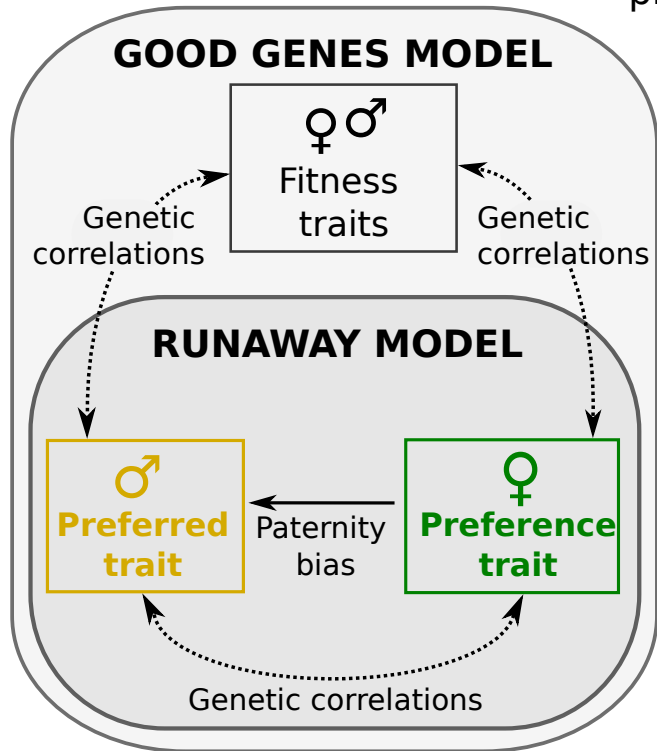 GOOD GENES MODEL
♀♂
Fitness
traits
Genetic
correlations
Genetic
correlations
RUNAWAY MODEL
♂
Preferred
trait
Paternity
bias
♀
Preference
trait
Genetic correlations